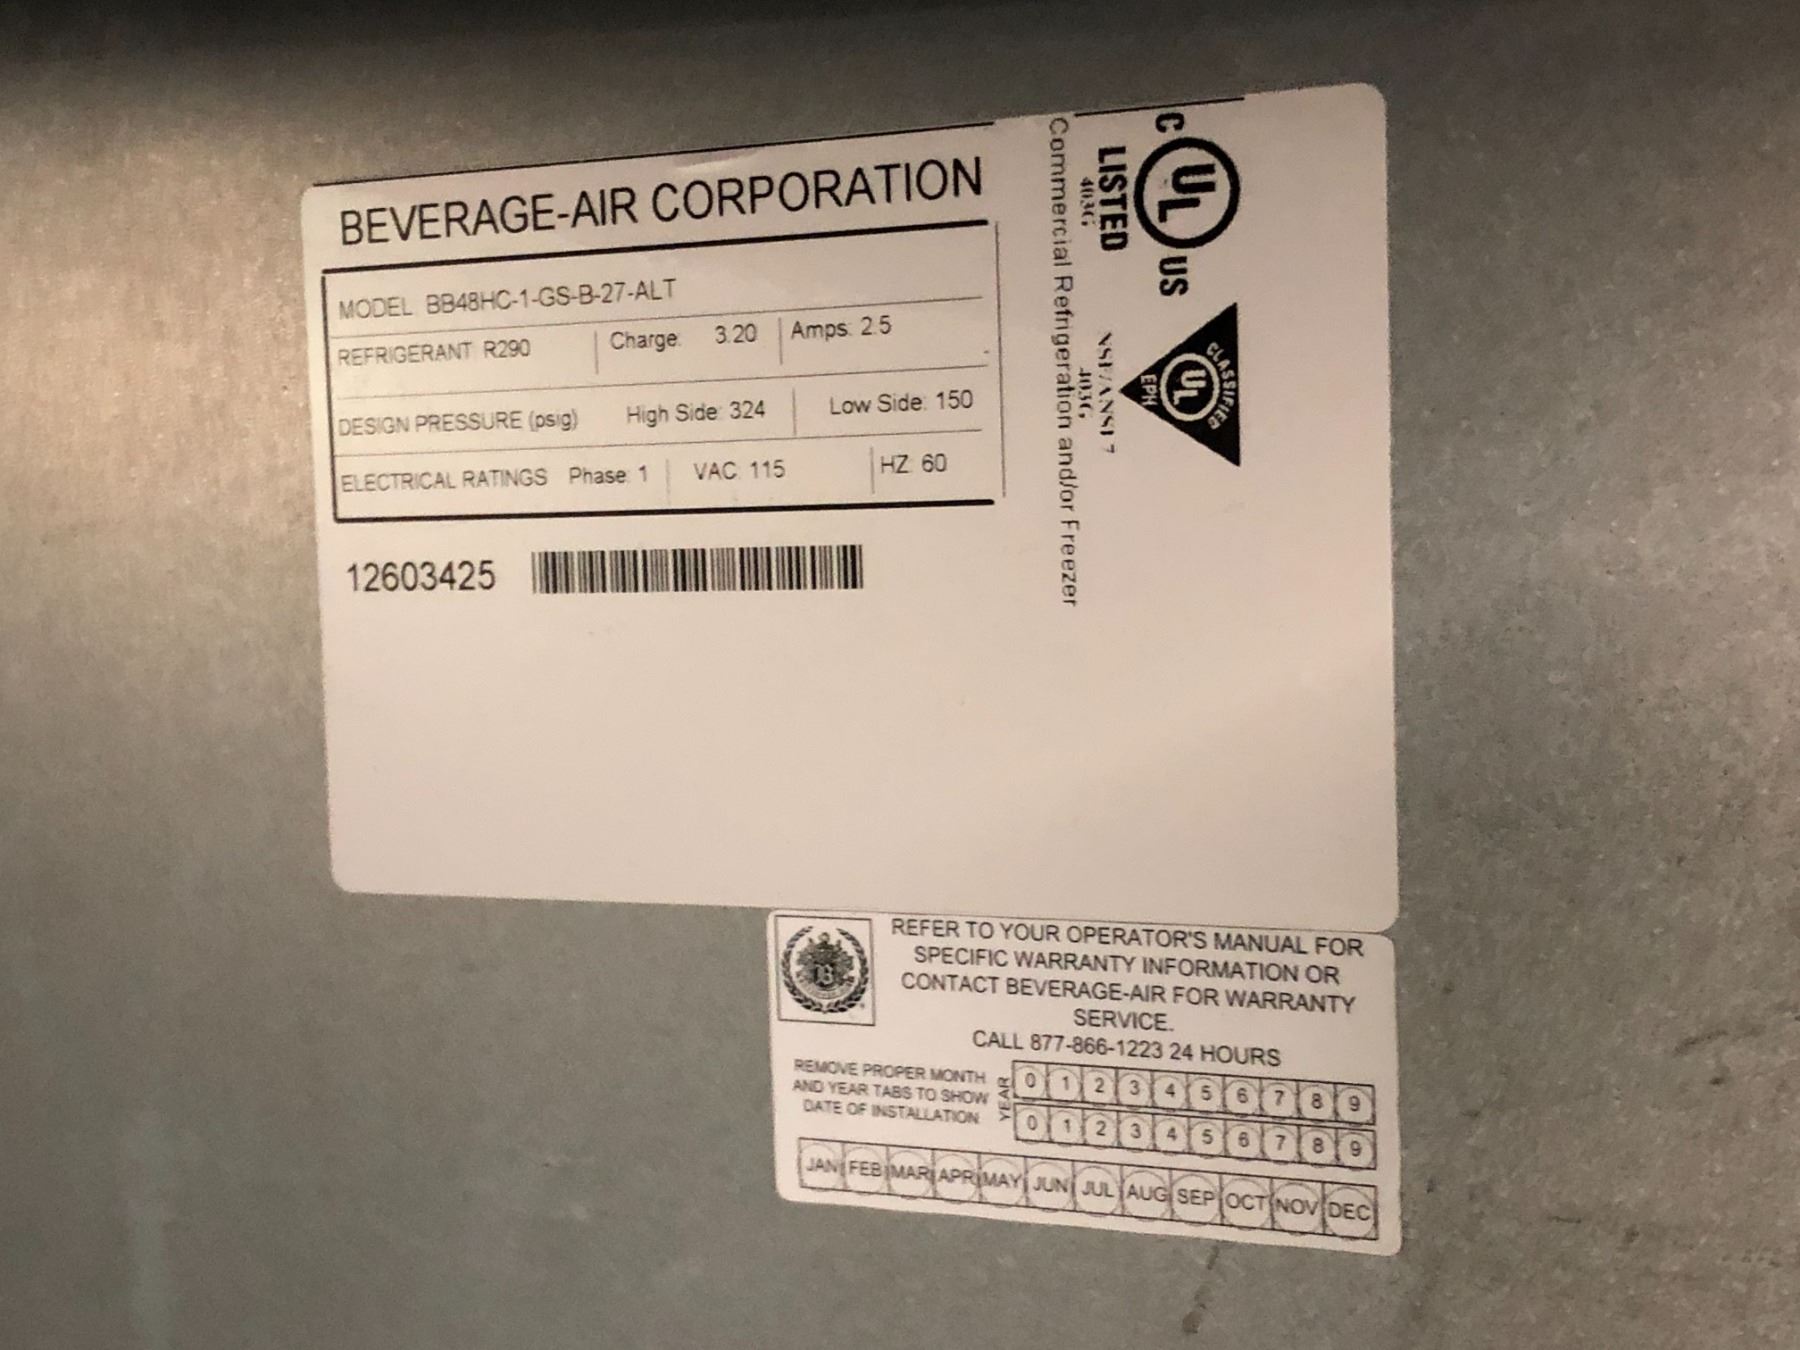 BEVERAGE-AIR CORPORATION
MODEL BB48HC-1-GS-B-27-ALT
REFRIGERANT R290 Charge: 3.20 Amps: 2.5
DESIGN PRESSURE (psig) High Side: 324 Low Side: 150
ELECTRICAL RATINGS Phase: 1 VAC: 115 HZ: 60
12603425
C UL US
LISTED
403G
CLASSIFIED
UL
EPH
NSF/ANSI 7
403G
Commercial Refrigeration and/or Freezer
REFER TO YOUR OPERATOR'S MANUAL FOR
SPECIFIC WARRANTY INFORMATION OR
CONTACT BEVERAGE-AIR FOR WARRANTY
SERVICE.
CALL 877-866-1223 24 HOURS
REMOVE PROPER MONTH
AND YEAR TABS TO SHOW
DATE OF INSTALLATION
YEAR
0 1 2 3 4 5 6 7 8 9
0 1 2 3 4 5 6 7 8 9
JAN FEB MAR APR MAY JUN JUL AUG SEP OCT NOV DEC